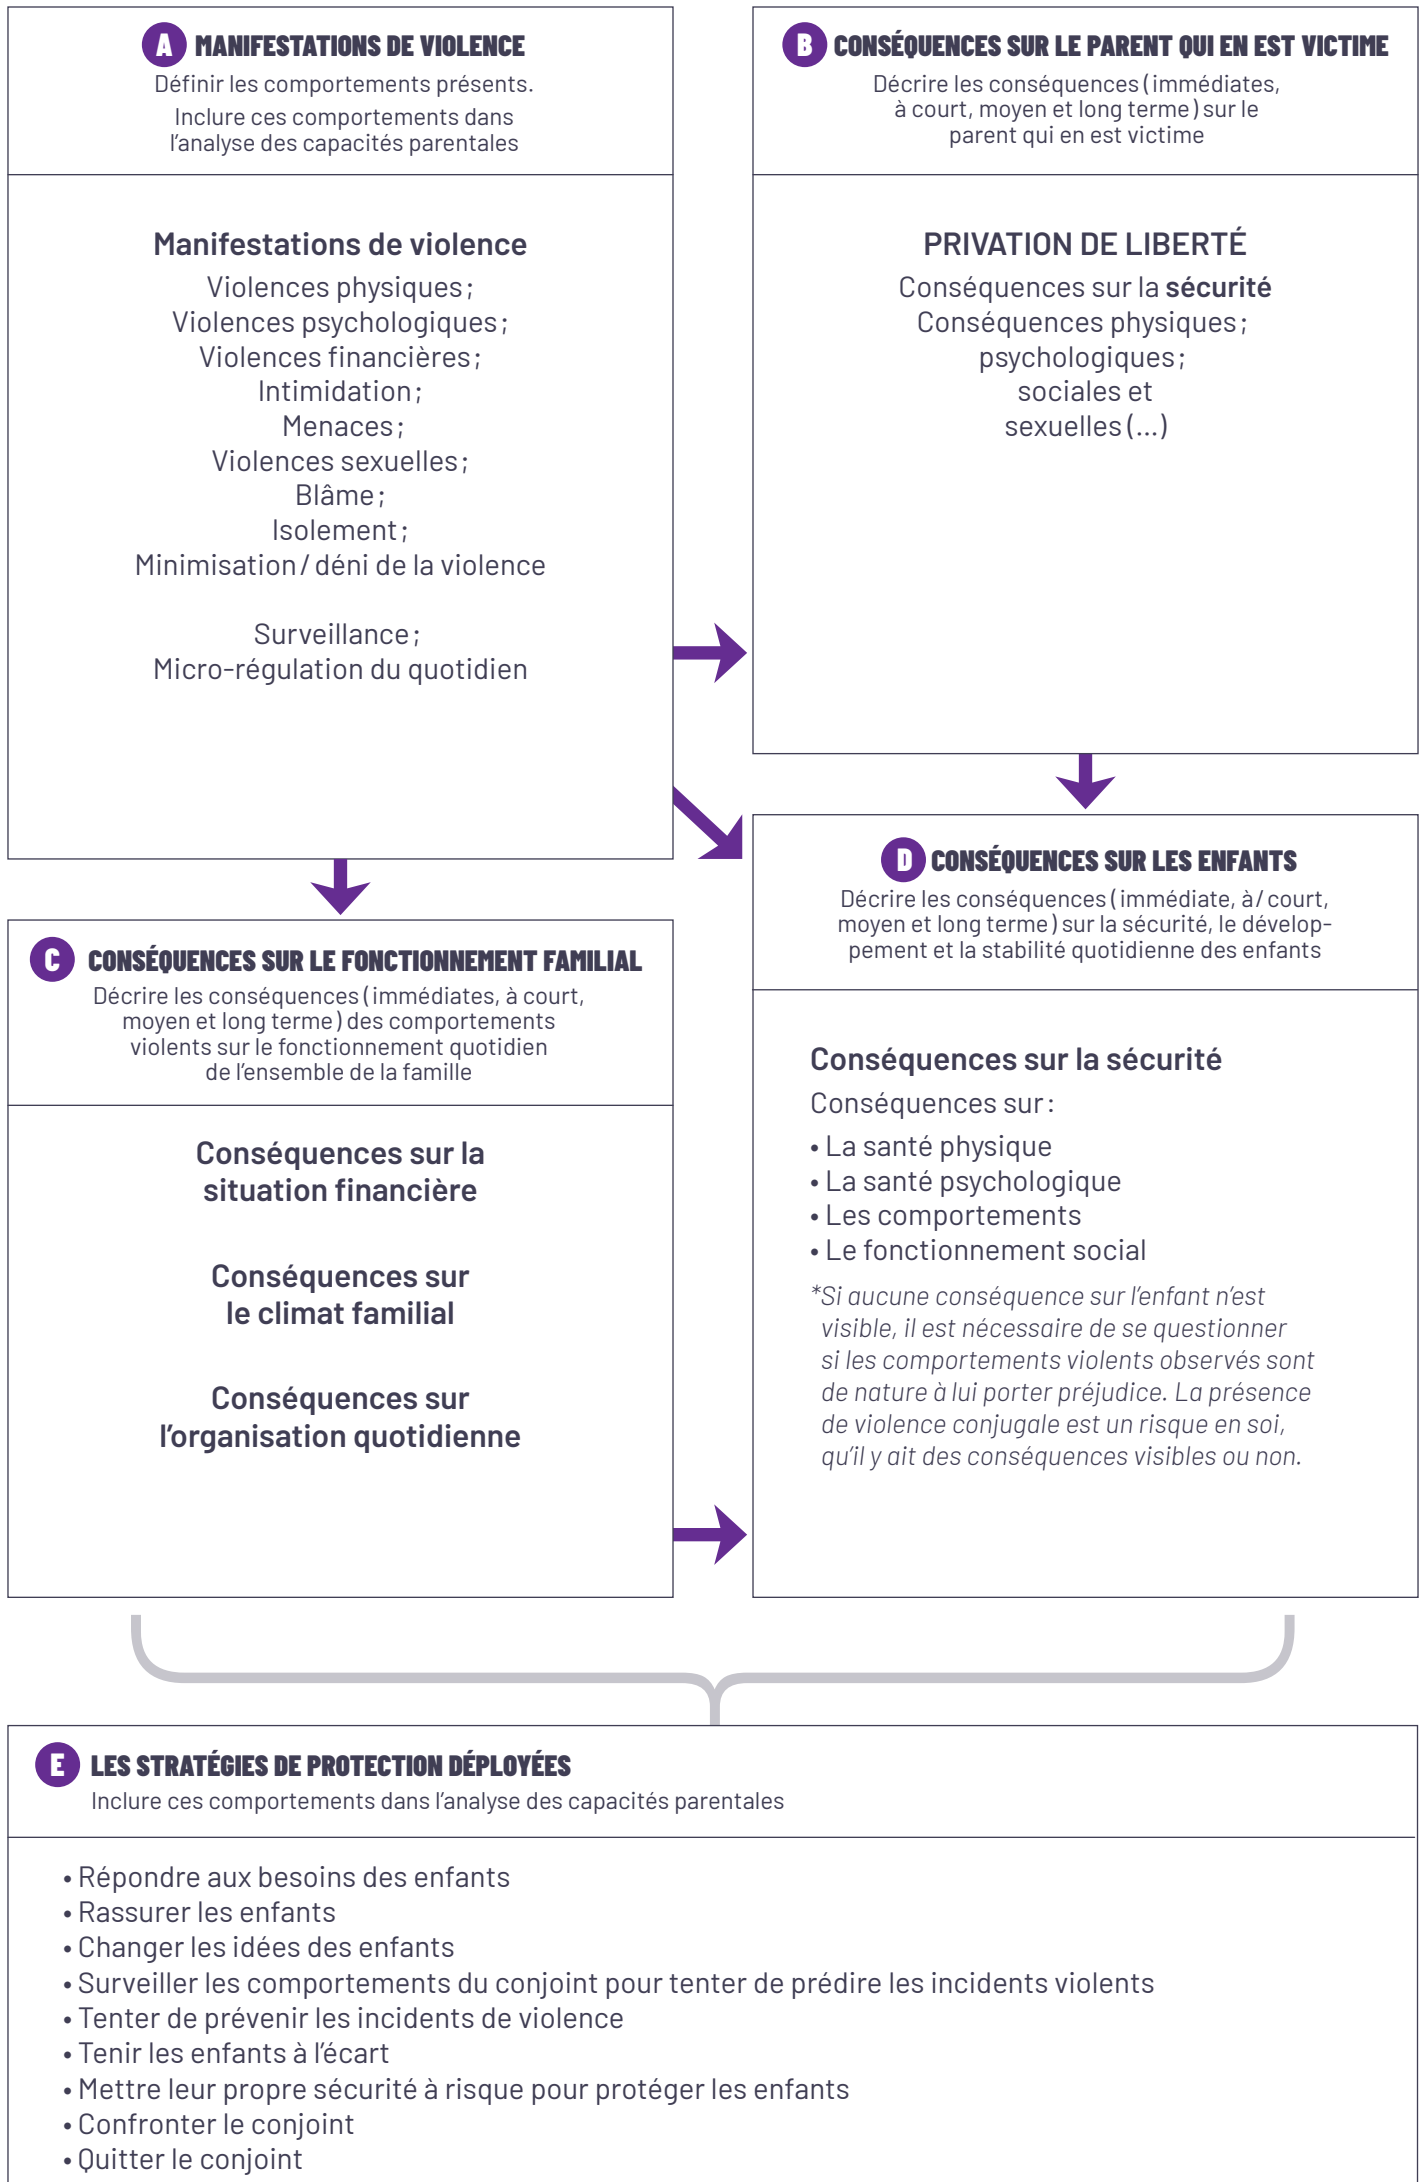 A MANIFESTATIONS DE VIOLENCE
Définir les comportements présents.
Inclure ces comportements dans
l'analyse des capacités parentales
Manifestations de violence
Violences physiques ;
Violences psychologiques ;
Violences financières ;
Intimidation ;
Menaces ;
Violences sexuelles ;
Blâme ;
Isolement ;
Minimisation / déni de la violence
Surveillance ;
Micro-régulation du quotidien
B CONSÉQUENCES SUR LE PARENT QUI EN EST VICTIME
Décrire les conséquences (immédiates,
à court, moyen et long terme) sur le
parent qui en est victime
PRIVATION DE LIBERTÉ
Conséquences sur la sécurité
Conséquences physiques ;
psychologiques ;
sociales et
sexuelles (...)
C CONSÉQUENCES SUR LE FONCTIONNEMENT FAMILIAL
Décrire les conséquences (immédiates, à court,
moyen et long terme) des comportements
violents sur le fonctionnement quotidien
de l'ensemble de la famille
Conséquences sur la
situation financière
Conséquences sur
le climat familial
Conséquences sur
l'organisation quotidienne
D CONSÉQUENCES SUR LES ENFANTS
Décrire les conséquences (immédiate, à / court,
moyen et long terme) sur la sécurité, le dévelop-
pement et la stabilité quotidienne des enfants
Conséquences sur la sécurité
Conséquences sur :
• La santé physique
• La santé psychologique
• Les comportements
• Le fonctionnement social
*Si aucune conséquence sur l'enfant n'est
visible, il est nécessaire de se questionner
si les comportements violents observés sont
de nature à lui porter préjudice. La présence
de violence conjugale est un risque en soi,
qu'il y ait des conséquences visibles ou non.
E LES STRATÉGIES DE PROTECTION DÉPLOYÉES
Inclure ces comportements dans l'analyse des capacités parentales
• Répondre aux besoins des enfants
• Rassurer les enfants
• Changer les idées des enfants
• Surveiller les comportements du conjoint pour tenter de prédire les incidents violents
• Tenter de prévenir les incidents de violence
• Tenir les enfants à l'écart
• Mettre leur propre sécurité à risque pour protéger les enfants
• Confronter le conjoint
• Quitter le conjoint